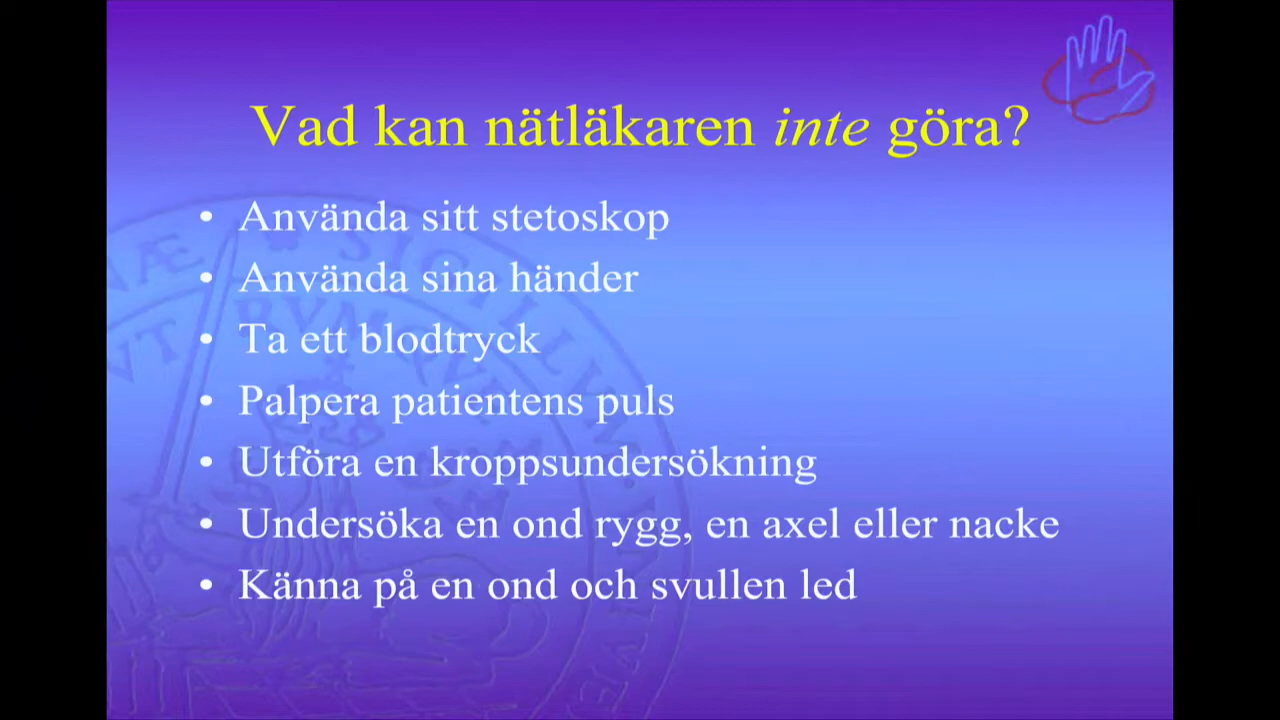 Vad kan nätläkaren inte göra?
• Använda sitt stetoskop
• Använda sina händer
• Ta ett blodtryck
• Palpera patientens puls
• Utföra en kroppsundersökning
• Undersöka en ond rygg, en axel eller nacke
• Känna på en ond och svullen led